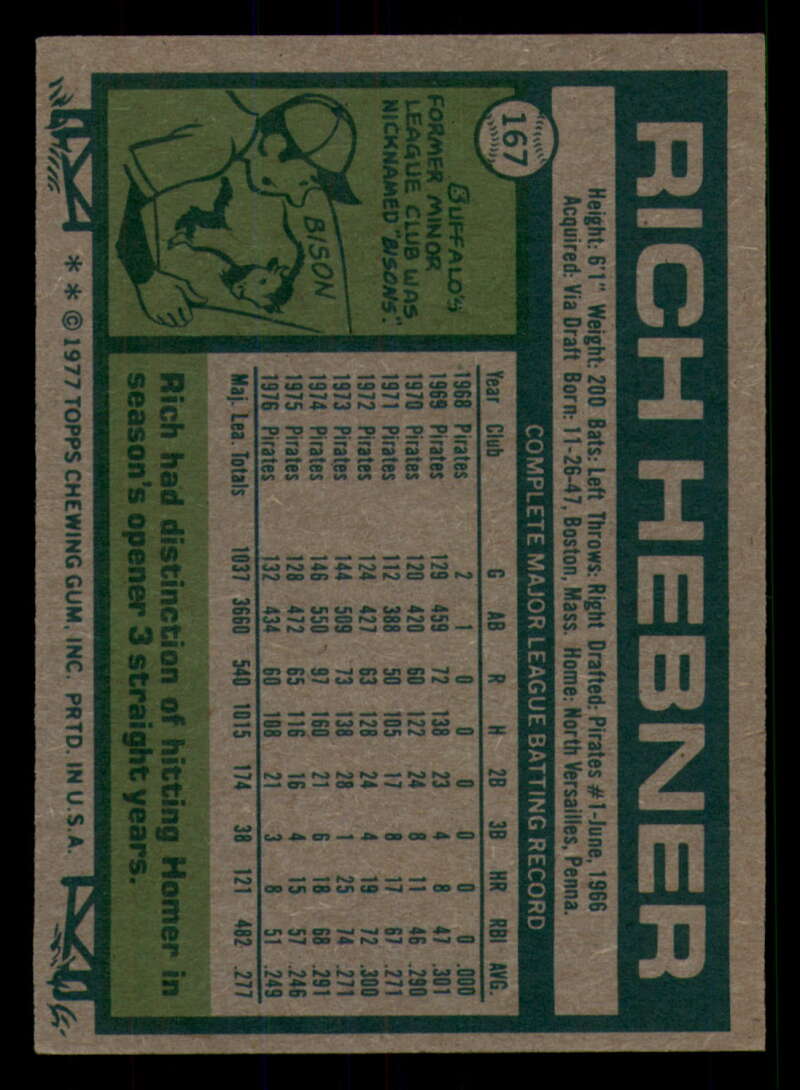 167
RICH HEBNER
Height: 6'1" Weight: 200 Bats: Left Throws: Right Drafted: Pirates #1-June, 1966
Acquired: Via Draft Born: 11-26-47, Boston, Mass. Home: North Versailles, Penna.
BUFFALO'S
FORMER MINOR
LEAGUE CLUB WAS
NICKNAMED "BISONS".
BISON
COMPLETE MAJOR LEAGUE BATTING RECORD
Year Club G AB R H 2B 3B HR RBI AVG.
1968 Pirates 2 1 0 0 0 0 0 0 .000
1969 Pirates 129 459 72 138 23 4 8 47 .301
1970 Pirates 120 420 60 122 24 8 11 46 .290
1971 Pirates 112 388 50 105 17 8 17 67 .271
1972 Pirates 124 427 63 128 24 4 19 72 .300
1973 Pirates 144 509 73 138 28 1 25 74 .271
1974 Pirates 146 550 97 160 21 6 18 68 .291
1975 Pirates 128 472 65 116 16 4 15 57 .246
1976 Pirates 132 434 60 108 21 3 8 51 .249
Maj. Lea. Totals 1037 3660 540 1015 174 38 121 482 .277
Rich had distinction of hitting Homer in
season's opener 3 straight years.
* * © 1977 TOPPS CHEWING GUM, INC. PRTD. IN U.S.A.